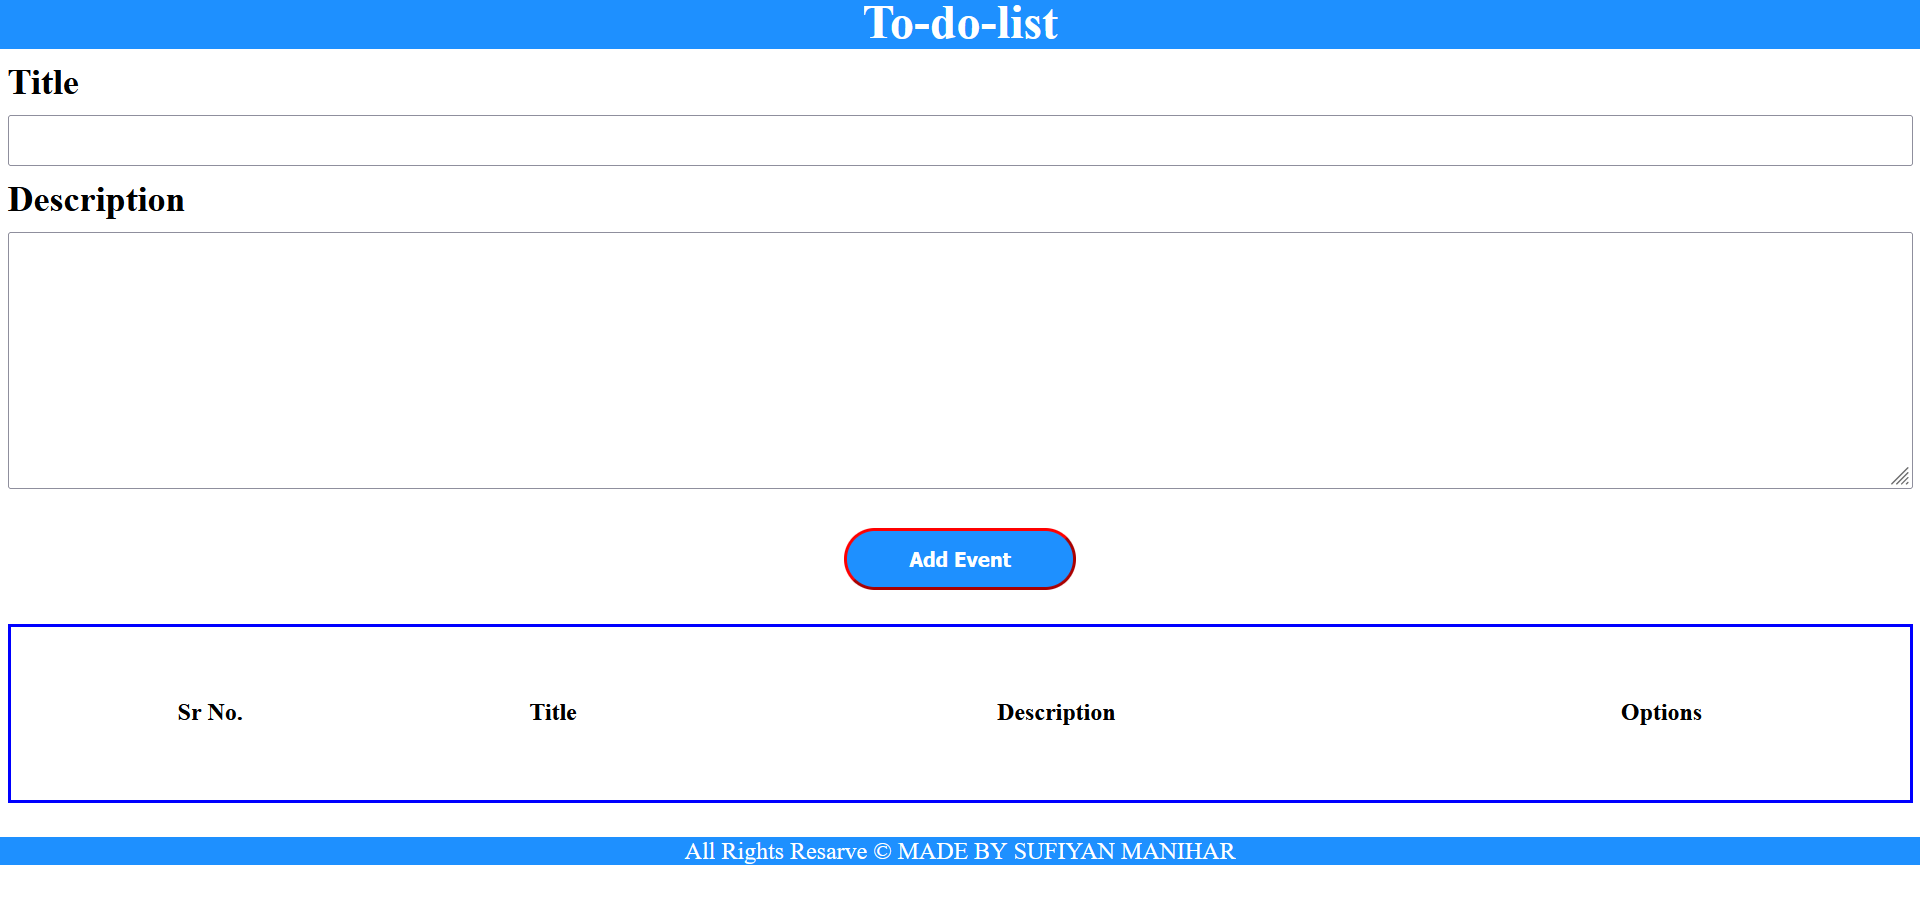 To-do-list
Title
Description
Add Event
Sr No. Title Description Options
All Rights Resarve © MADE BY SUFIYAN MANIHAR